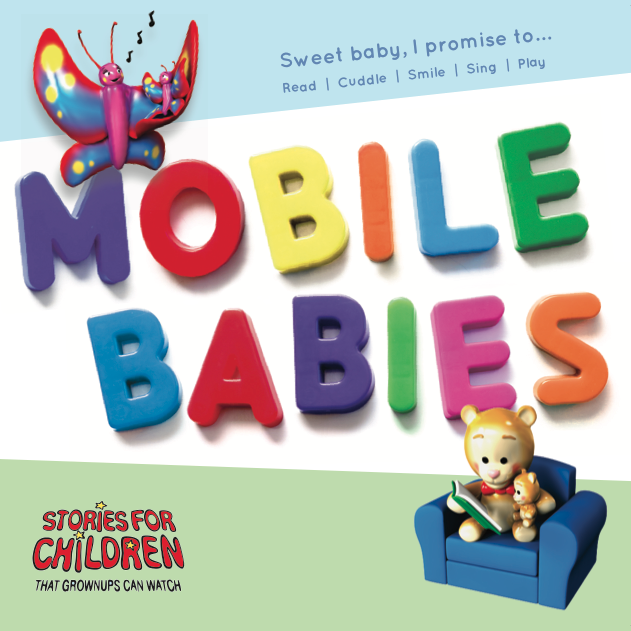 Sweet baby, I promise to...
Read | Cuddle | Smile | Sing | Play
MOBILE
BABIES
STORIES FOR
CHILDREN
THAT GROWNUPS CAN WATCH